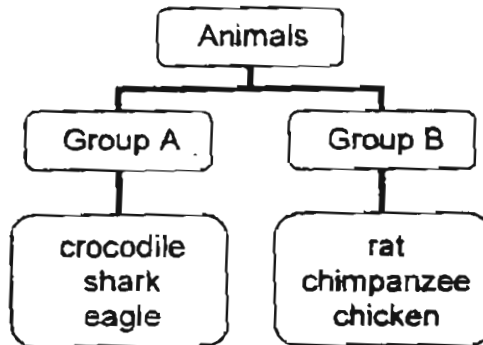 Animals
Group A
Group B
crocodile
shark
eagle
rat
chimpanzee
chicken